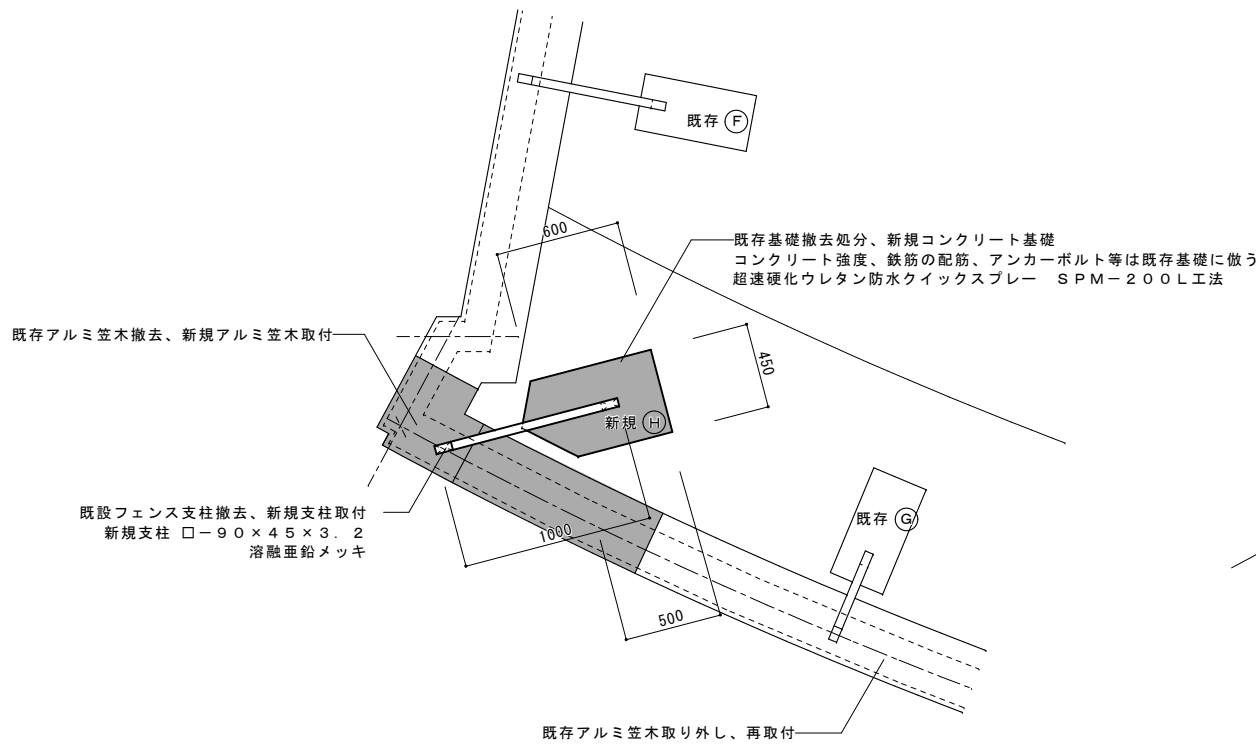 既存 F
600
既存基礎撤去処分、新規コンクリート基礎
コンクリート強度、鉄筋の配筋、アンカーボルト等は既存基礎に倣う
超速硬化ウレタン防水クイックスプレー　ＳＰＭ－２００Ｌ工法
既存アルミ笠木撤去、新規アルミ笠木取付
450
新規 H
既設フェンス支柱撤去、新規支柱取付
新規支柱 □－９０×４５×３．２
溶融亜鉛メッキ
1000
既存 G
500
既存アルミ笠木取り外し、再取付